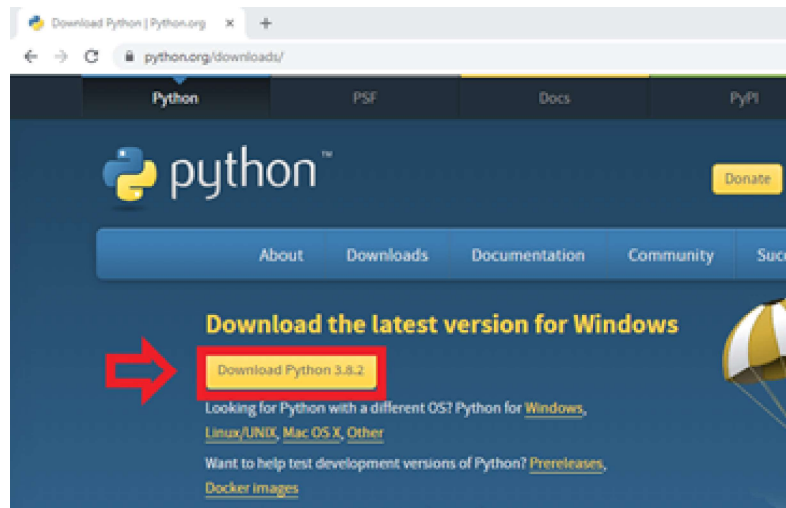 Download Python | Python.org
python.org/downloads/
Python PSF Docs PyPI
python™
Donate
About Downloads Documentation Community Succ
Download the latest version for Windows
Download Python 3.8.2
Looking for Python with a different OS? Python for Windows,
Linux/UNIX, Mac OS X, Other
Want to help test development versions of Python? Prereleases,
Docker images